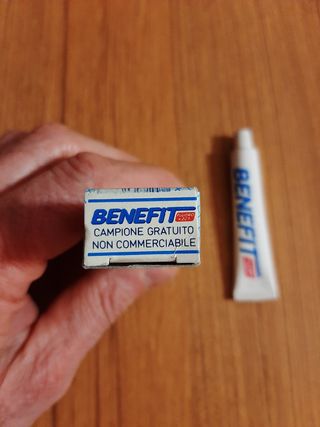 BENEFIT
CAMPIONE GRATUITO
NON COMMERCIABILE
BENEFIT